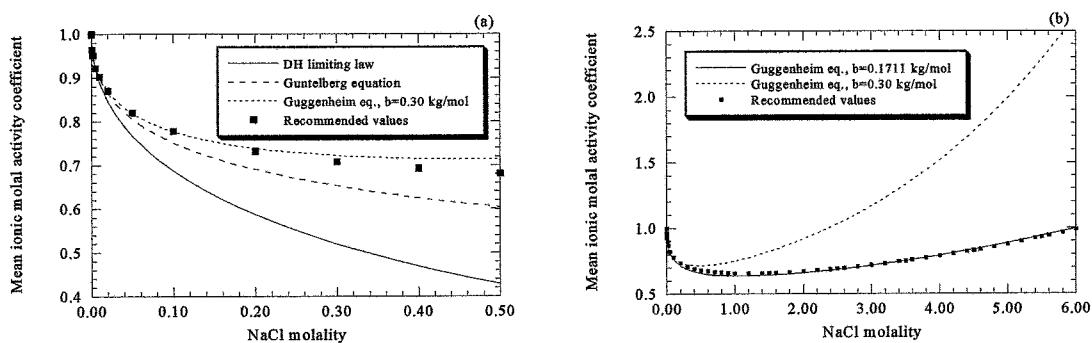 (a)
Mean ionic molal activity coefficient
1.0
0.9
0.8
0.7
0.6
0.5
0.4
DH limiting law
Guntelberg equation
Guggenheim eq., b=0.30 kg/mol
Recommended values
0.00 0.10 0.20 0.30 0.40 0.50
NaCl molality
(b)
Mean ionic molal activity coefficient
2.5
2.0
1.5
1.0
0.5
Guggenheim eq., b=0.1711 kg/mol
Guggenheim eq., b=0.30 kg/mol
Recommended values
0.00 1.00 2.00 3.00 4.00 5.00 6.00
NaCl molality